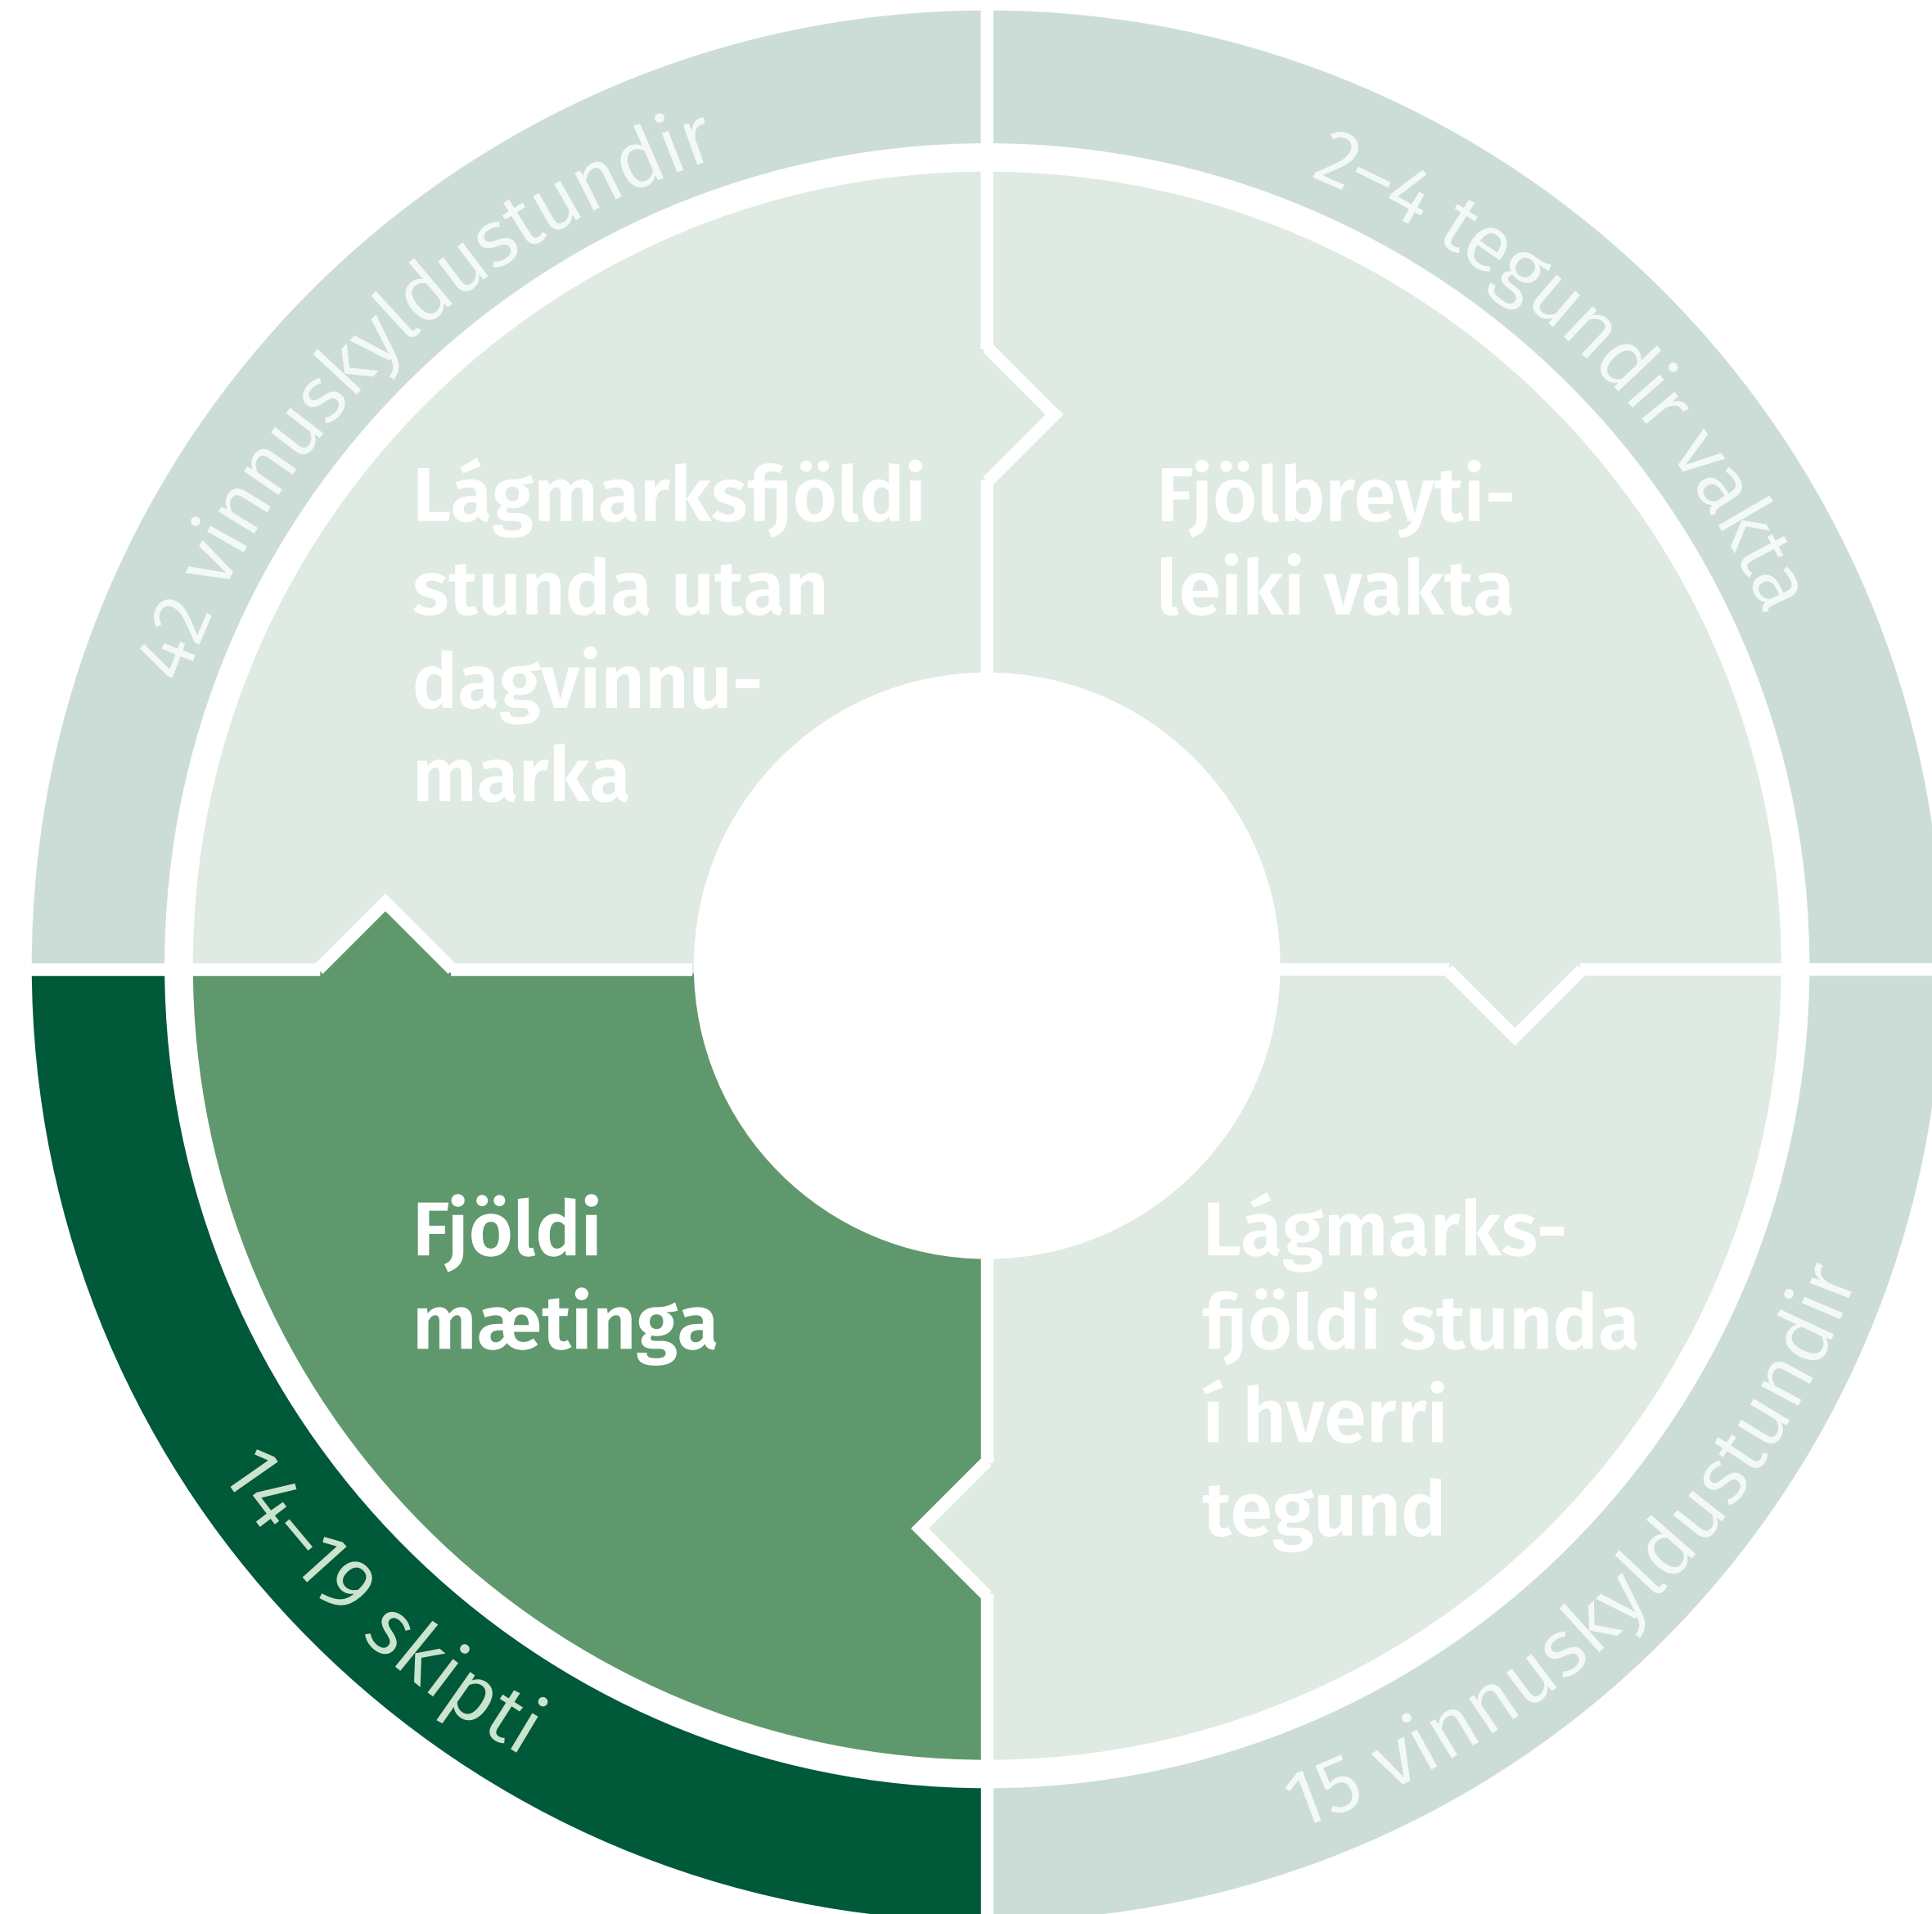 42 vinnuskyldustundir
Lágmarksfjöldi
stunda utan
dagvinnu-
marka
2–4 tegundir vakta
Fjölbreyti-
leiki vakta
Fjöldi
mætinga
14–19 skipti
Lágmarks-
fjöldi stunda
í hverri
tegund
15 vinnuskyldustundir